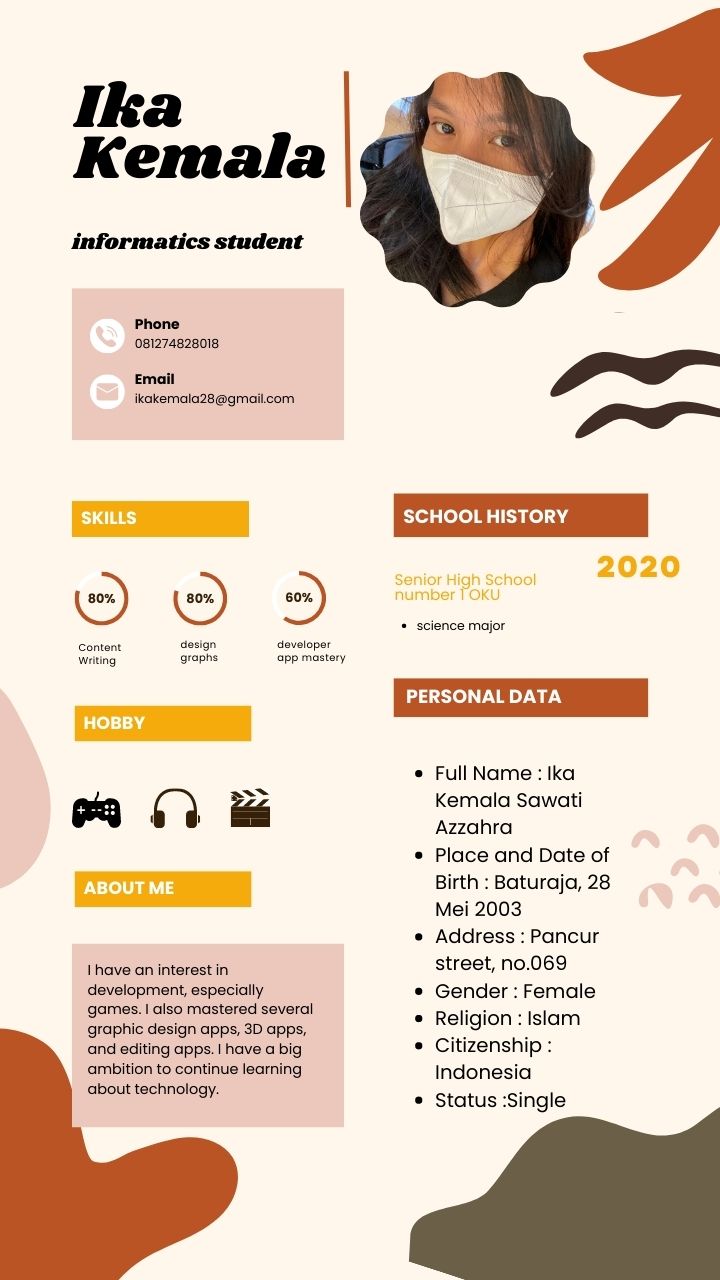 Ika
Kemala
informatics student
Phone
081274828018
Email
ikakemala28@gmail.com
SKILLS
80%
80%
60%
Content
Writing
design
graphs
developer
app mastery
HOBBY
ABOUT ME
I have an interest in
development, especially
games. I also mastered several
graphic design apps, 3D apps,
and editing apps. I have a big
ambition to continue learning
about technology.
SCHOOL HISTORY
2020
Senior High School
number 1 OKU
• science major
PERSONAL DATA
• Full Name : Ika
Kemala Sawati
Azzahra
• Place and Date of
Birth : Baturaja, 28
Mei 2003
• Address : Pancur
street, no.069
• Gender : Female
• Religion : Islam
• Citizenship :
Indonesia
• Status :Single